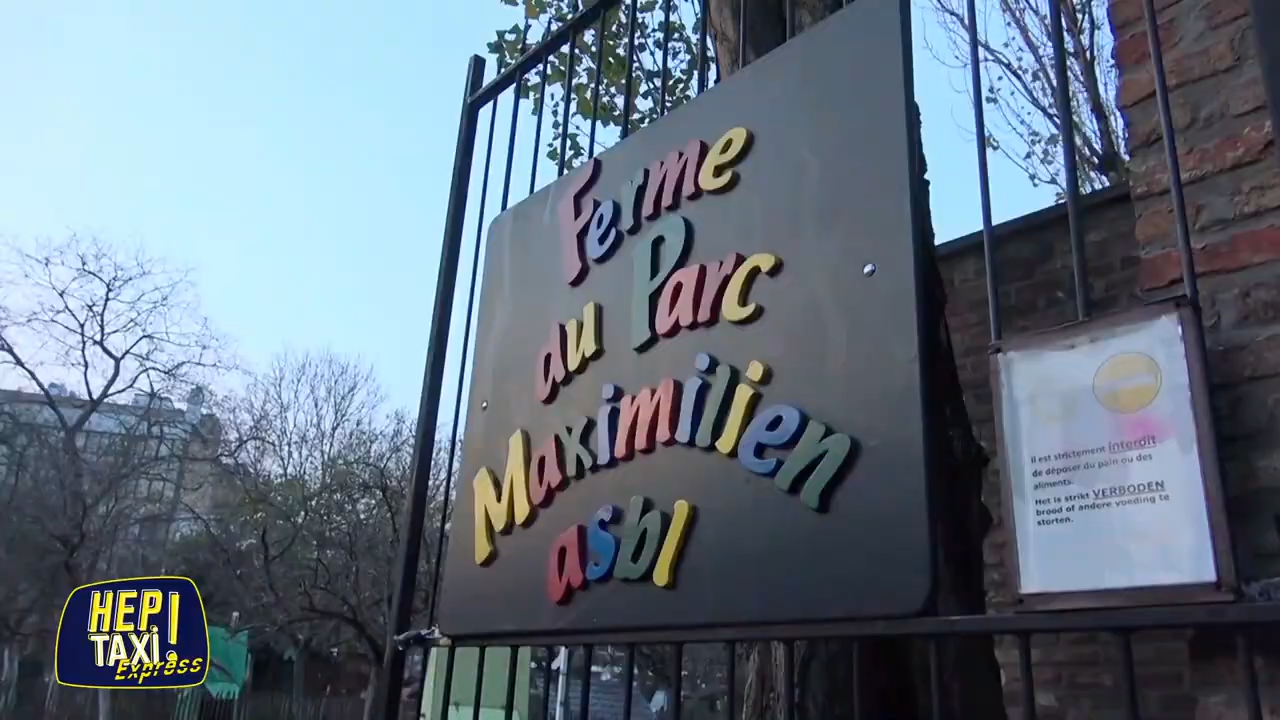 Ferme
du Parc
Maximilien
asbl
Il est strictement interdit
de déposer du pain ou des
aliments.
Het is strikt VERBODEN
brood of andere voeding te
storten.
HEP
TAXI!
Express